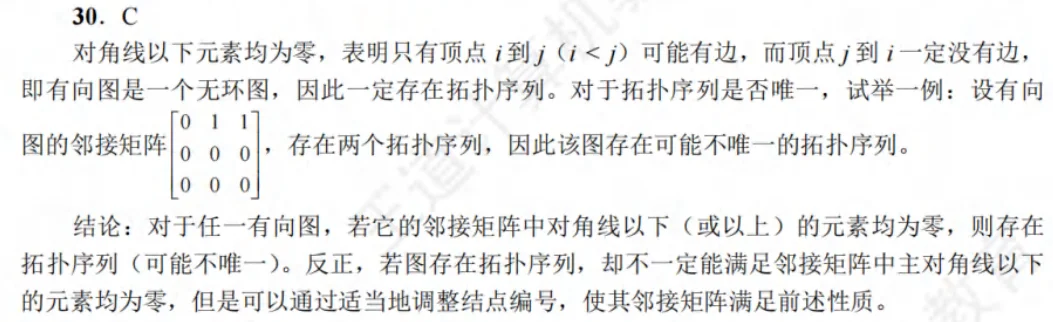 30．C
对角线以下元素均为零，表明只有顶点 i 到 j（i < j）可能有边，而顶点 j 到 i 一定没有边，
即有向图是一个无环图，因此一定存在拓扑序列。对于拓扑序列是否唯一，试举一例：设有向
图的邻接矩阵
0 1 1
0 0 0
0 0 0
，存在两个拓扑序列，因此该图存在可能不唯一的拓扑序列。
结论：对于任一有向图，若它的邻接矩阵中对角线以下（或以上）的元素均为零，则存在
拓扑序列（可能不唯一）。反正，若图存在拓扑序列，却不一定能满足邻接矩阵中主对角线以下
的元素均为零，但是可以通过适当地调整结点编号，使其邻接矩阵满足前述性质。
王道计算机教育